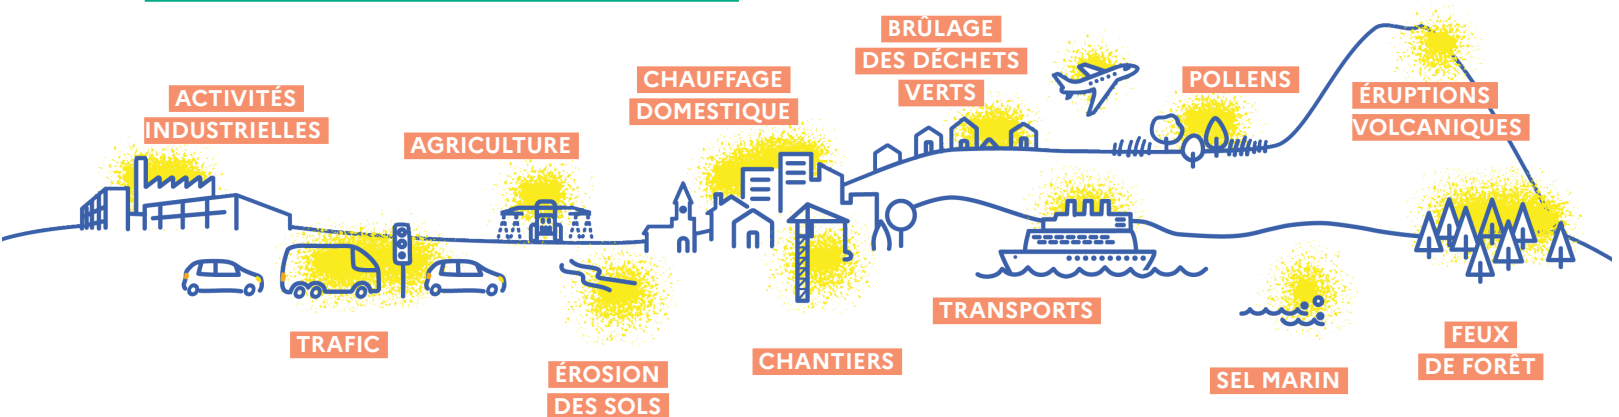 ACTIVITÉS
INDUSTRIELLES
TRAFIC
AGRICULTURE
ÉROSION
DES SOLS
CHAUFFAGE
DOMESTIQUE
CHANTIERS
BRÛLAGE
DES DÉCHETS
VERTS
TRANSPORTS
POLLENS
SEL MARIN
ÉRUPTIONS
VOLCANIQUES
FEUX
DE FORÊT